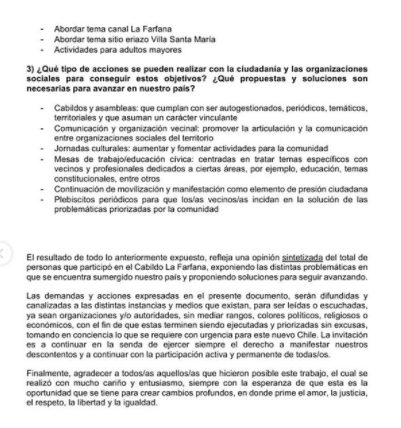 - Abordar tema canal La Farfana
- Abordar tema sitio eriazo Villa Santa María
- Actividades para adultos mayores
3) ¿Qué tipo de acciones se pueden realizar con la ciudadanía y las organizaciones
sociales para conseguir estos objetivos? ¿Qué propuestas y soluciones son
necesarias para avanzar en nuestro país?
- Cabildos y asambleas: que cumplan con ser autogestionados, periódicos, temáticos,
territoriales y que asuman un carácter vinculante
- Comunicación y organización vecinal: promover la articulación y la comunicación
entre organizaciones sociales del territorio
- Jornadas culturales: aumentar y fomentar actividades para la comunidad
- Mesas de trabajo/educación cívica: centradas en tratar temas específicos con
vecinos y profesionales dedicados a ciertas áreas, por ejemplo, educación, temas
constitucionales, entre otros
- Continuación de movilización y manifestación como elemento de presión ciudadana
- Plebiscitos periódicos para que los/as vecinos/as incidan en la solución de las
problemáticas priorizadas por la comunidad
El resultado de todo lo anteriormente expuesto, refleja una opinión sintetizada del total de
personas que participó en el Cabildo La Farfana, exponiendo las distintas problemáticas en
que se encuentra sumergido nuestro país y proponiendo soluciones para seguir avanzando.
Las demandas y acciones expresadas en el presente documento, serán difundidas y
canalizadas a las distintas instancias y medios que existan, para ser leídas o escuchadas,
ya sean organizaciones y/o autoridades, sin mediar rangos, colores políticos, religiosos o
económicos, con el fin de que estas terminen siendo ejecutadas y priorizadas sin excusas,
tomando en conciencia lo que se requiere con urgencia para este nuevo Chile. La invitación
es a continuar en la senda de ejercer siempre el derecho a manifestar nuestros
descontentos y a continuar con la participación activa y permanente de todas/os.
Finalmente, agradecer a todos/as aquellos/as que hicieron posible este trabajo, el cual se
realizó con mucho cariño y entusiasmo, siempre con la esperanza de que esta es la
oportunidad que se tiene para crear cambios profundos, en donde prime el amor, la justicia,
el respeto, la libertad y la igualdad.